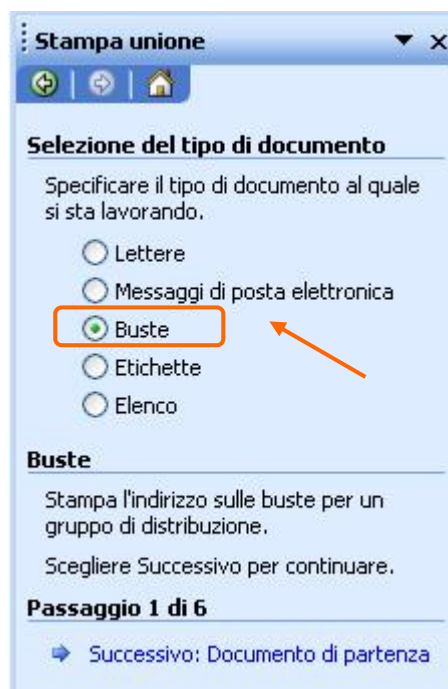 Stampa unione
Selezione del tipo di documento
Specificare il tipo di documento al quale
si sta lavorando.
Lettere
Messaggi di posta elettronica
Buste
Etichette
Elenco
Buste
Stampa l'indirizzo sulle buste per un
gruppo di distribuzione.
Scegliere Successivo per continuare.
Passaggio 1 di 6
Successivo: Documento di partenza